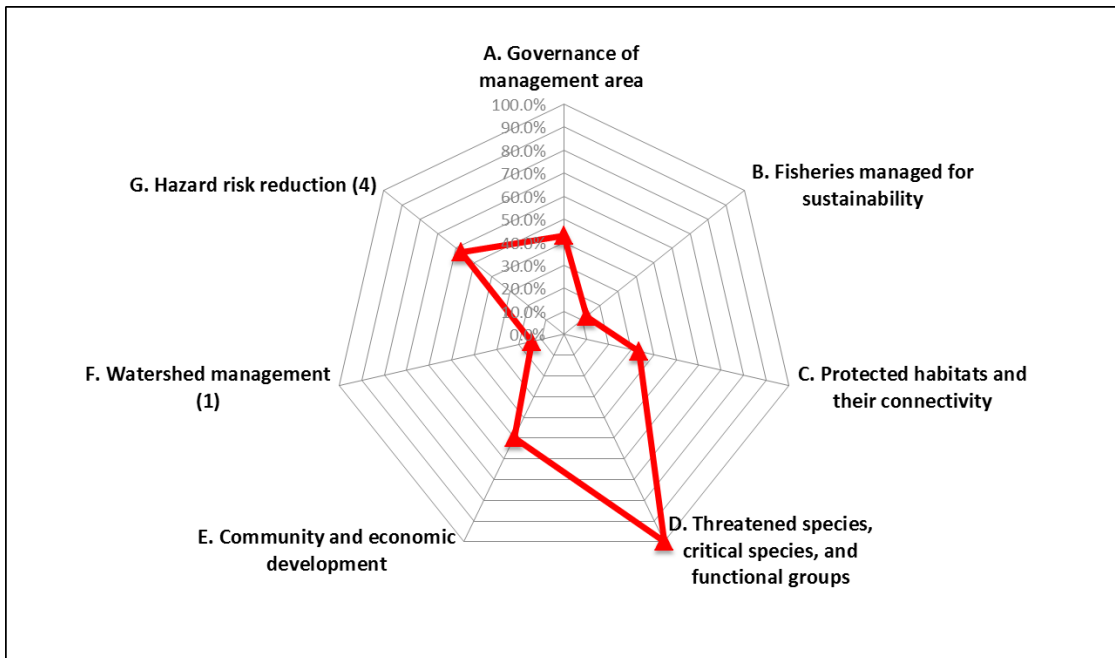 A. Governance of
management area
100.0%
90.0%
80.0%
70.0%
60.0%
50.0%
40.0%
30.0%
20.0%
10.0%
0.0%
B. Fisheries managed for
sustainability
C. Protected habitats and
their connectivity
D. Threatened species,
critical species, and
functional groups
E. Community and economic
development
F. Watershed management
(1)
G. Hazard risk reduction (4)